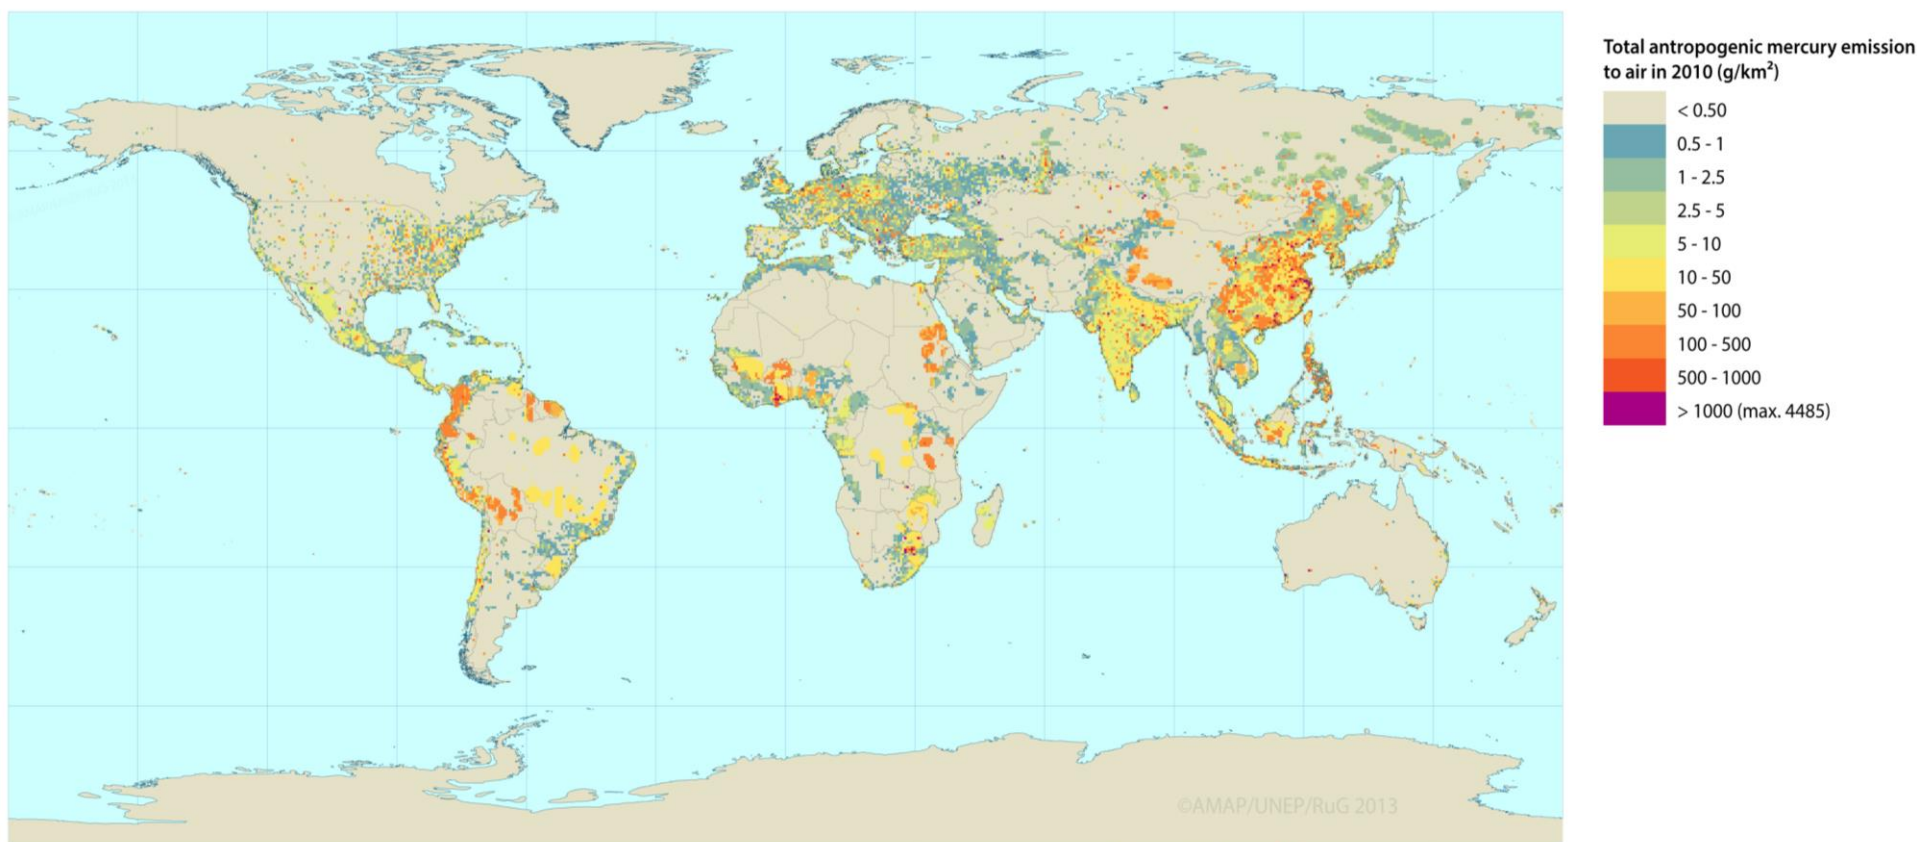 Total antropogenic mercury emission
to air in 2010 (g/km²)
< 0.50
0.5 - 1
1 - 2.5
2.5 - 5
5 - 10
10 - 50
50 - 100
100 - 500
500 - 1000
> 1000 (max. 4485)
©AMAP/UNEP/RuG 2013